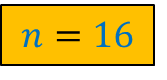 n = 16